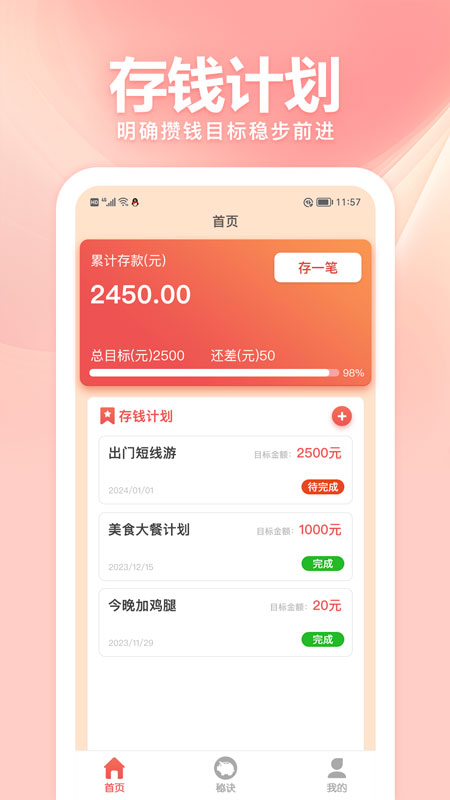 存钱计划
明确攒钱目标稳步前进
HD 4G 11:57
首页
累计存款(元)
存一笔
2450.00
总目标(元)2500 还差(元)50
98%
存钱计划
出门短线游 目标金额: 2500元
2024/01/01 待完成
美食大餐计划 目标金额: 1000元
2023/12/15 完成
今晚加鸡腿 目标金额: 20元
2023/11/29 完成
首页 秘诀 我的